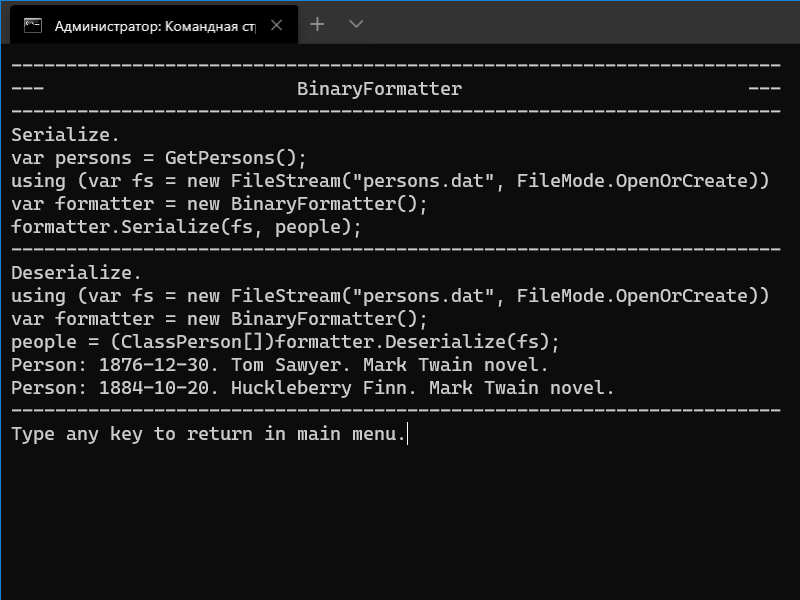 Администратор: Командная ст
----------------------------------------------------------------------
--- BinaryFormatter ---
----------------------------------------------------------------------
Serialize.
var persons = GetPersons();
using (var fs = new FileStream("persons.dat", FileMode.OpenOrCreate))
var formatter = new BinaryFormatter();
formatter.Serialize(fs, people);
----------------------------------------------------------------------
Deserialize.
using (var fs = new FileStream("persons.dat", FileMode.OpenOrCreate))
var formatter = new BinaryFormatter();
people = (ClassPerson[])formatter.Deserialize(fs);
Person: 1876-12-30. Tom Sawyer. Mark Twain novel.
Person: 1884-10-20. Huckleberry Finn. Mark Twain novel.
----------------------------------------------------------------------
Type any key to return in main menu.